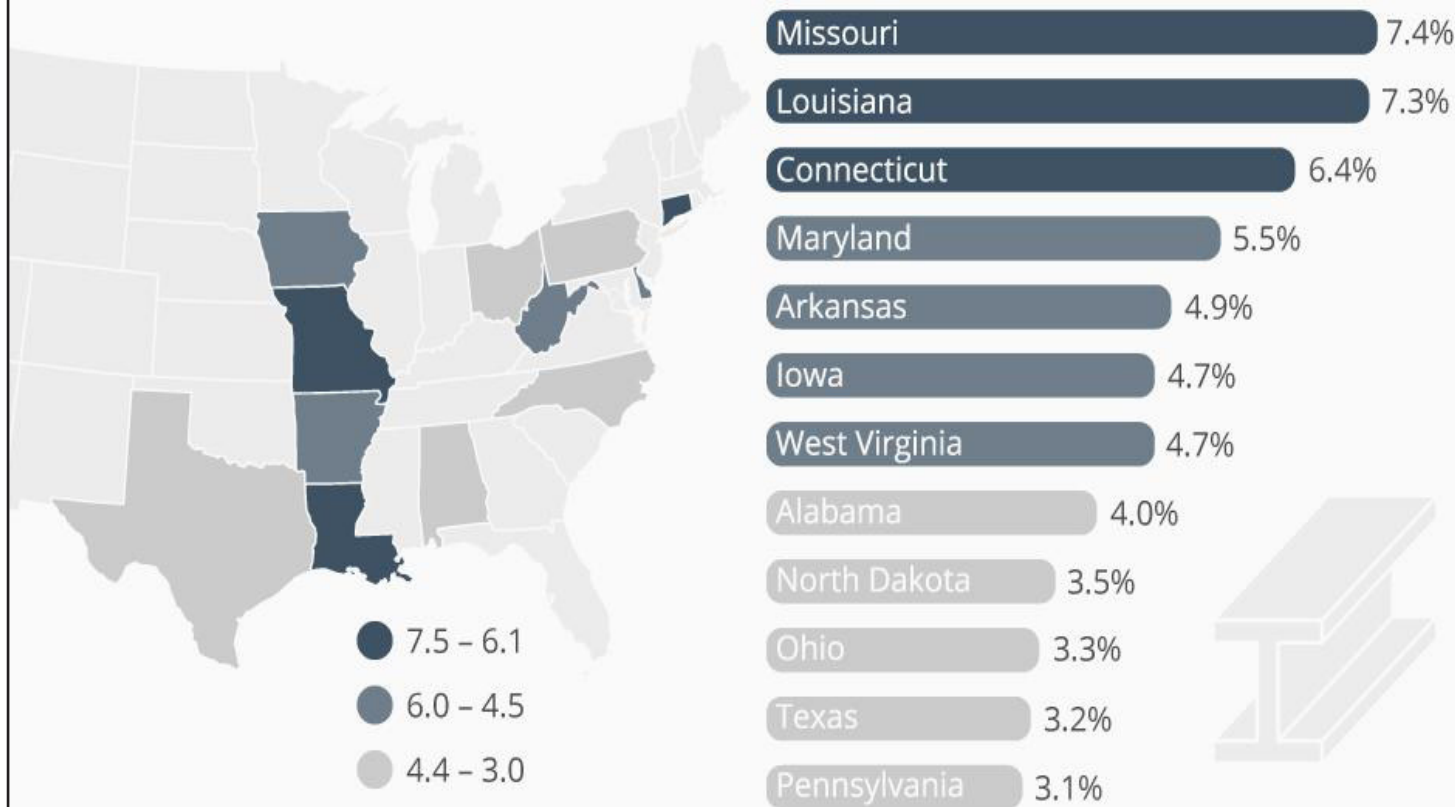 Missouri 7.4%
Louisiana 7.3%
Connecticut 6.4%
Maryland 5.5%
Arkansas 4.9%
Iowa 4.7%
West Virginia 4.7%
Alabama 4.0%
North Dakota 3.5%
Ohio 3.3%
Texas 3.2%
Pennsylvania 3.1%
7.5 – 6.1
6.0 – 4.5
4.4 – 3.0